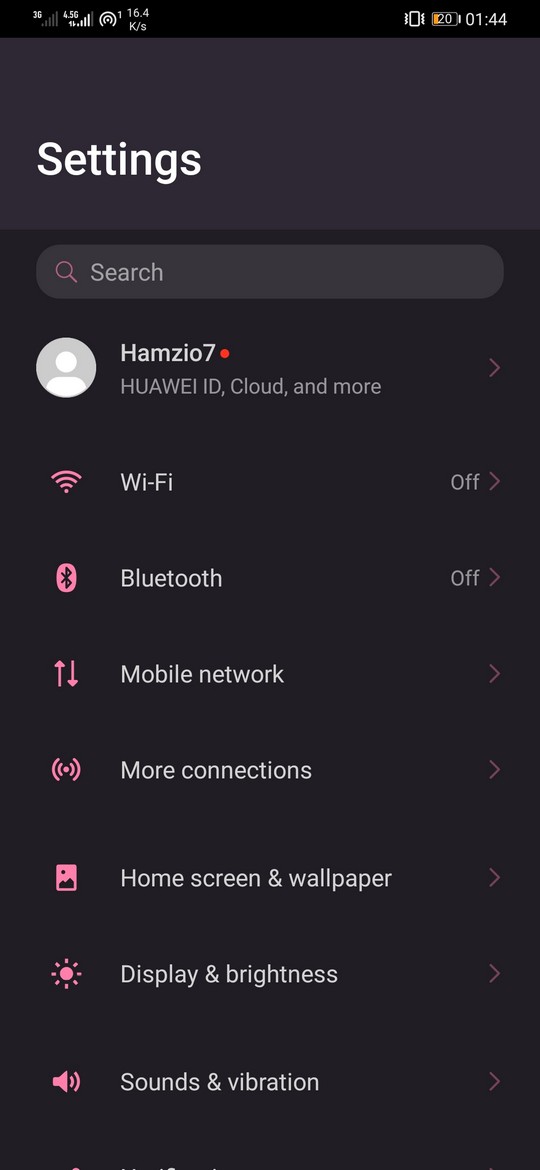 3G 4.5G 1 16.4 K/s 20 01:44
Settings
Search
Hamzio7
HUAWEI ID, Cloud, and more
Wi-Fi Off
Bluetooth Off
Mobile network
More connections
Home screen & wallpaper
Display & brightness
Sounds & vibration